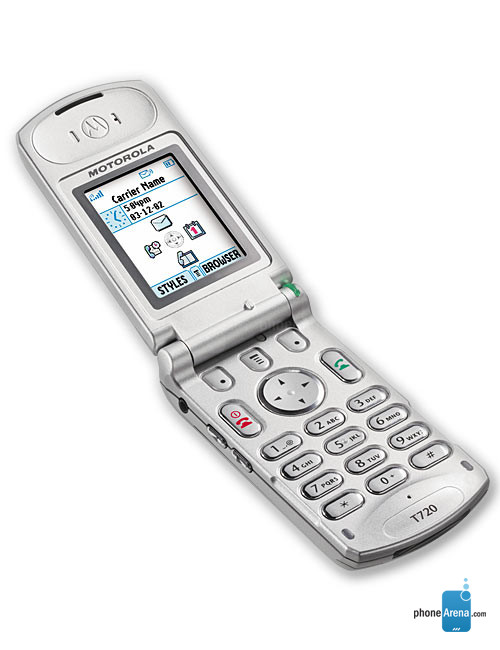 MOTOROLA
Carrier Name
5:04pm
03-12-02
STYLES BROWSER
1 ... @
2 ABC
3 DEF
4 GHI
5 JKL
6 MNO
7 PQRS
8 TUV
9 WXYZ
*
0 +
#
T720
phoneArena.com